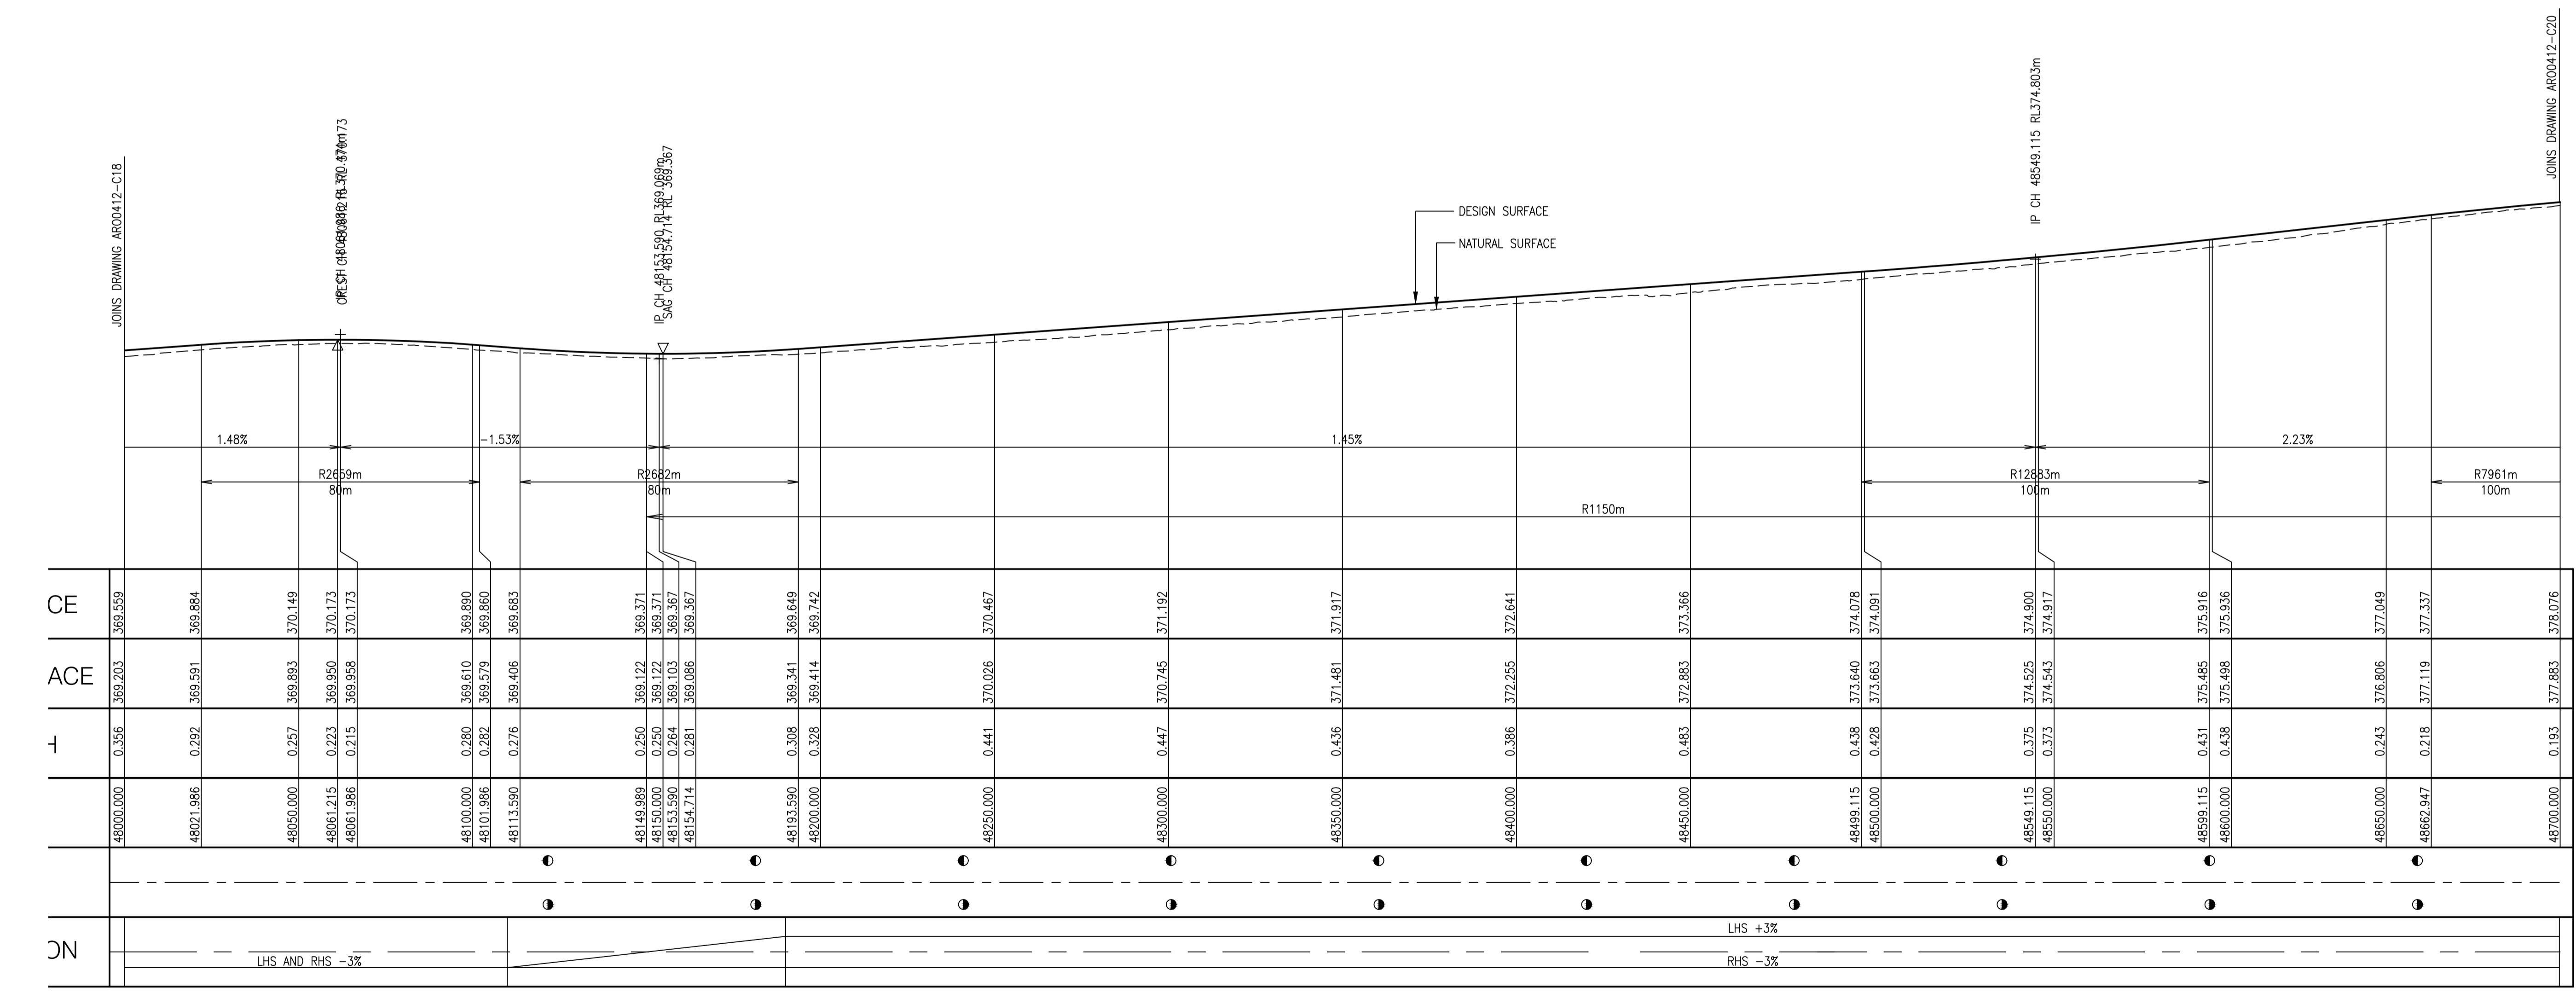 JOINS DRAWING ARO0412-C18
IP CH 48153.590 RL369.069m
SAG CH 48154.714 RL 369.367
DESIGN SURFACE
NATURAL SURFACE
IP CH 48549.115 RL374.803m
JOINS DRAWING ARO0412-C20
1.48%
-1.53%
1.45%
2.23%
R2659m
80m
R2682m
80m
R12883m
100m
R7961m
100m
R1150m
CE
369.559 369.884 370.149 370.173 370.173 369.890 369.860 369.683 369.371 369.371 369.367 369.367 369.649 369.742 370.467 371.192 371.917 372.641 373.366 374.078 374.091 374.900 374.917 375.916 375.936 377.049 377.337 378.076
ACE
369.203 369.591 369.893 369.950 369.958 369.610 369.579 369.406 369.122 369.122 369.103 369.086 369.341 369.414 370.026 370.745 371.481 372.255 372.883 373.640 373.663 374.525 374.543 375.485 375.498 376.806 377.119 377.883
H
0.356 0.292 0.257 0.223 0.215 0.280 0.282 0.276 0.250 0.250 0.264 0.281 0.308 0.328 0.441 0.447 0.436 0.386 0.483 0.438 0.428 0.375 0.373 0.431 0.438 0.243 0.218 0.193
48000.000 48021.986 48050.000 48061.215 48061.986 48100.000 48101.986 48113.590 48149.989 48150.000 48153.590 48154.714 48193.590 48200.000 48250.000 48300.000 48350.000 48400.000 48450.000 48499.115 48500.000 48549.115 48550.000 48599.115 48600.000 48650.000 48662.947 48700.000
ON
LHS AND RHS -3%
LHS +3%
RHS -3%